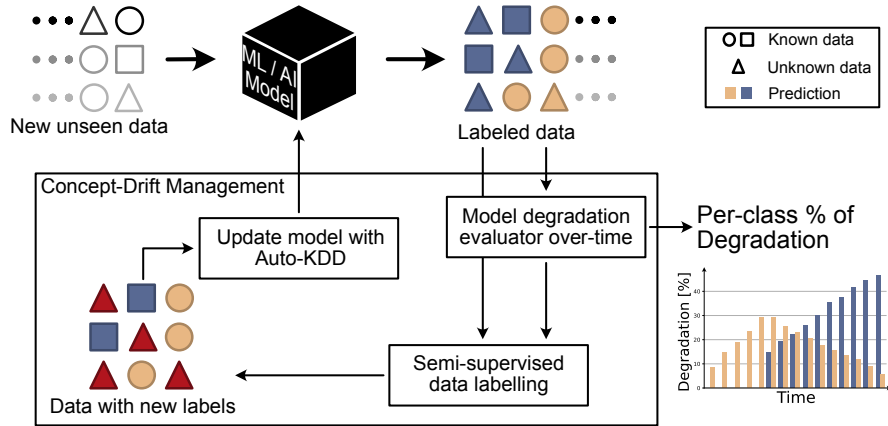 New unseen data
ML / AI
Model
Labeled data
Known data
Unknown data
Prediction
Concept-Drift Management
Update model with
Auto-KDD
Model degradation
evaluator over-time
Per-class % of
Degradation
Semi-supervised
data labelling
Data with new labels
Degradation [%]
40
30
20
10
0
Time